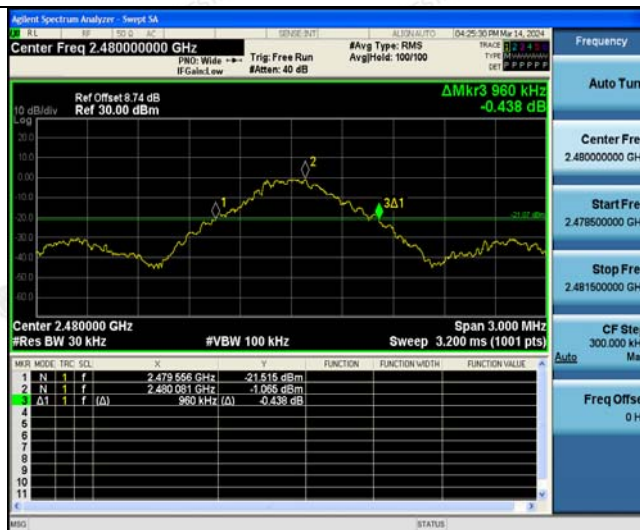 Agilent Spectrum Analyzer - Swept SA
RL RF 50 Ω AC SENSE:INT ALIGN AUTO 04:25:30 PM Mar 14, 2024
Center Freq 2.480000000 GHz
#Avg Type: RMS
TRACE 1 2 3 4 5 6
PNO: Wide Trig: Free Run Avg|Hold: 100/100
TYPE M
IFGain:Low #Atten: 40 dB
DET P P P P P P
ΔMkr3 960 kHz
-0.438 dB
Ref Offset 8.74 dB
10 dB/div Ref 30.00 dBm
Log
20.0
10.0
0.00
-10.0
-20.0
-30.0
-40.0
-50.0
-60.0
1
2
3Δ1
-21.07 dBm
Center 2.480000 GHz Span 3.000 MHz
#Res BW 30 kHz #VBW 100 kHz Sweep 3.200 ms (1001 pts)
MKR MODE TRC SCL X Y FUNCTION FUNCTION WIDTH FUNCTION VALUE
1 N 1 f 2.479 556 GHz -21.515 dBm
2 N 1 f 2.480 081 GHz -1.065 dBm
3 Δ1 1 f (Δ) 960 kHz (Δ) -0.438 dB
4
5
6
7
8
9
10
11
MSG STATUS
Frequency
Auto Tun
Center Fre
2.480000000 GH
Start Fre
2.478500000 GH
Stop Fre
2.481500000 GH
CF Ste
300.000 kH
Auto Ma
Freq Offse
0 H